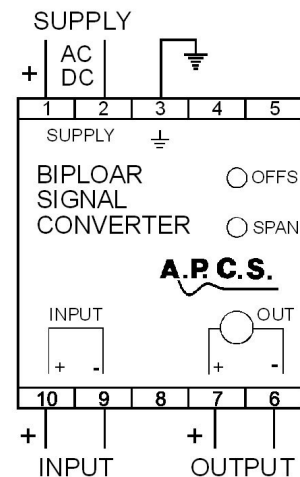 SUPPLY
AC
+ DC
1 2 3 4 5
SUPPLY
BIPLOAR OFFS
SIGNAL
CONVERTER SPAN
A.P.C.S.
INPUT OUT
+ - + -
10 9 8 7 6
+ +
INPUT OUTPUT